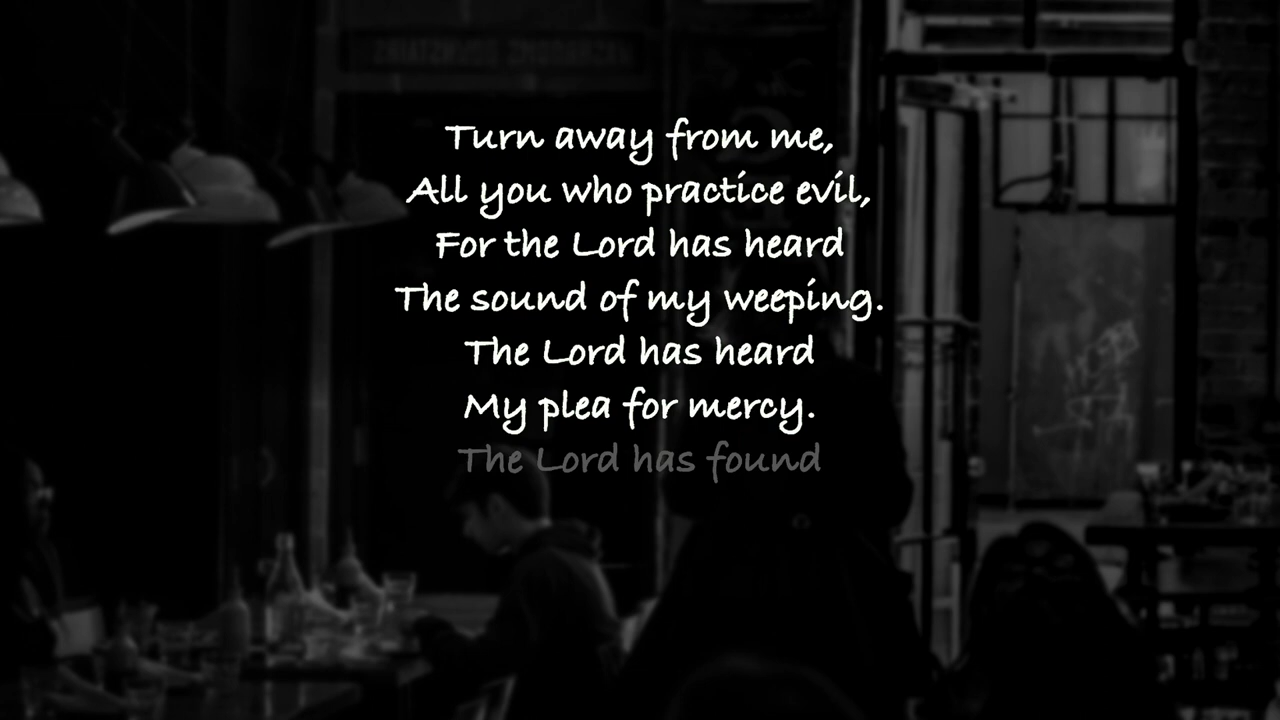 Turn away from me,
All you who practice evil,
For the Lord has heard
The sound of my weeping.
The Lord has heard
My plea for mercy.
The Lord has found